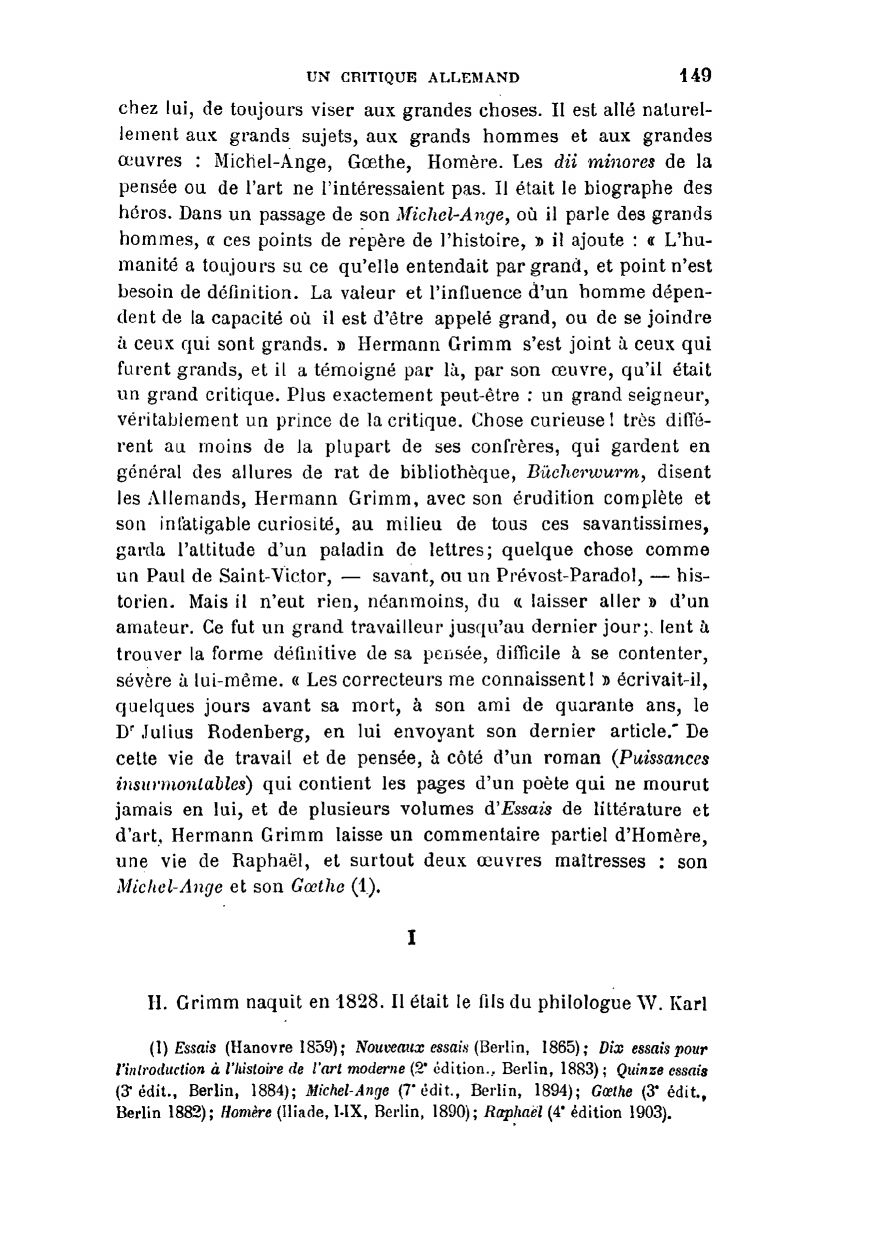 UN CRITIQUE ALLEMAND 149
chez lui, de toujours viser aux grandes choses. Il est allé naturel-
lement aux grands sujets, aux grands hommes et aux grandes
œuvres : Michel-Ange, Gœthe, Homère. Les dii minores de la
pensée ou de l'art ne l'intéressaient pas. Il était le biographe des
héros. Dans un passage de son Michel-Ange, où il parle des grands
hommes, « ces points de repère de l'histoire, » il ajoute : « L'hu-
manité a toujours su ce qu'elle entendait par grand, et point n'est
besoin de définition. La valeur et l'influence d'un homme dépen-
dent de la capacité où il est d'être appelé grand, ou de se joindre
à ceux qui sont grands. » Hermann Grimm s'est joint à ceux qui
furent grands, et il a témoigné par là, par son œuvre, qu'il était
un grand critique. Plus exactement peut-être : un grand seigneur,
véritablement un prince de la critique. Chose curieuse ! très diffé-
rent au moins de la plupart de ses confrères, qui gardent en
général des allures de rat de bibliothèque, Bücherwurm, disent
les Allemands, Hermann Grimm, avec son érudition complète et
son infatigable curiosité, au milieu de tous ces savantissimes,
garda l'attitude d'un paladin de lettres; quelque chose comme
un Paul de Saint-Victor, — savant, ou un Prévost-Paradol, — his-
torien. Mais il n'eut rien, néanmoins, du « laisser aller » d'un
amateur. Ce fut un grand travailleur jusqu'au dernier jour; lent à
trouver la forme définitive de sa pensée, difficile à se contenter,
sévère à lui-même. « Les correcteurs me connaissent ! » écrivait-il,
quelques jours avant sa mort, à son ami de quarante ans, le
Dr Julius Rodenberg, en lui envoyant son dernier article. De
cette vie de travail et de pensée, à côté d'un roman (Puissances
insurmontables) qui contient les pages d'un poète qui ne mourut
jamais en lui, et de plusieurs volumes d'Essais de littérature et
d'art, Hermann Grimm laisse un commentaire partiel d'Homère,
une vie de Raphaël, et surtout deux œuvres maîtresses : son
Michel-Ange et son Gœthe (1).
I
H. Grimm naquit en 1828. Il était le fils du philologue W. Karl
(1) Essais (Hanovre 1859); Nouveaux essais (Berlin, 1865); Dix essais pour
l'introduction à l'histoire de l'art moderne (2e édition., Berlin, 1883); Quinze essais
(3e édit., Berlin, 1884); Michel-Ange (7e édit., Berlin, 1894); Gœthe (3e édit.,
Berlin 1882); Homère (Iliade, I-IX, Berlin, 1890); Raphaël (4e édition 1903).